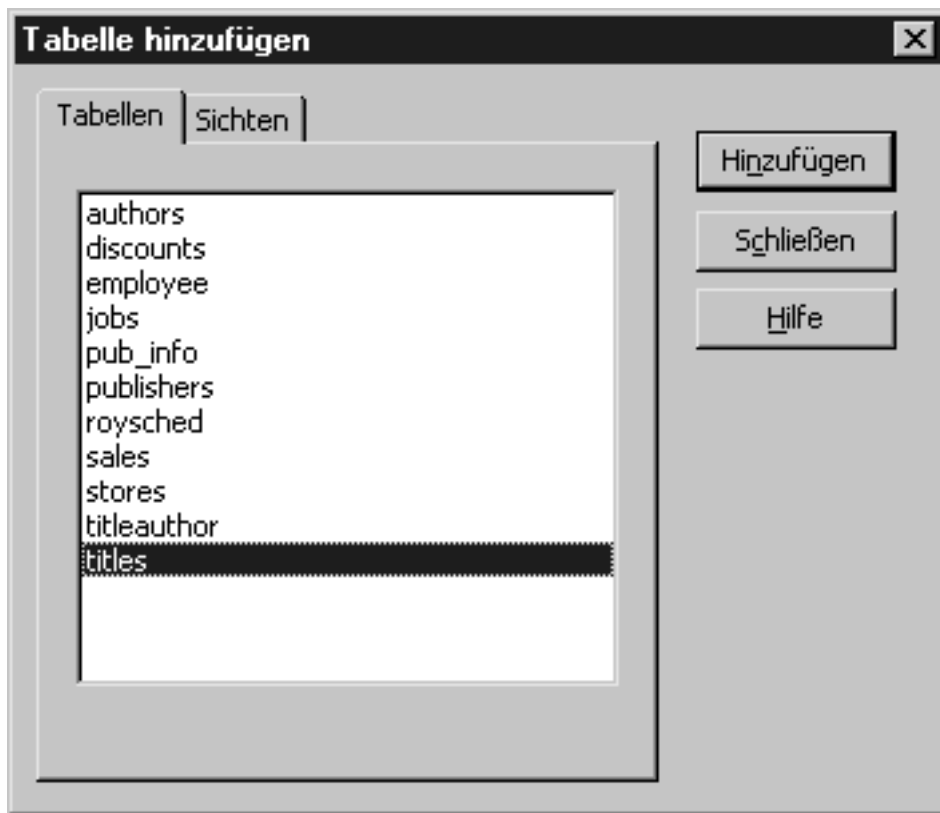 Tabelle hinzufügen
Tabellen
Sichten
authors
discounts
employee
jobs
pub_info
publishers
roysched
sales
stores
titleauthor
titles
Hinzufügen
Schließen
Hilfe